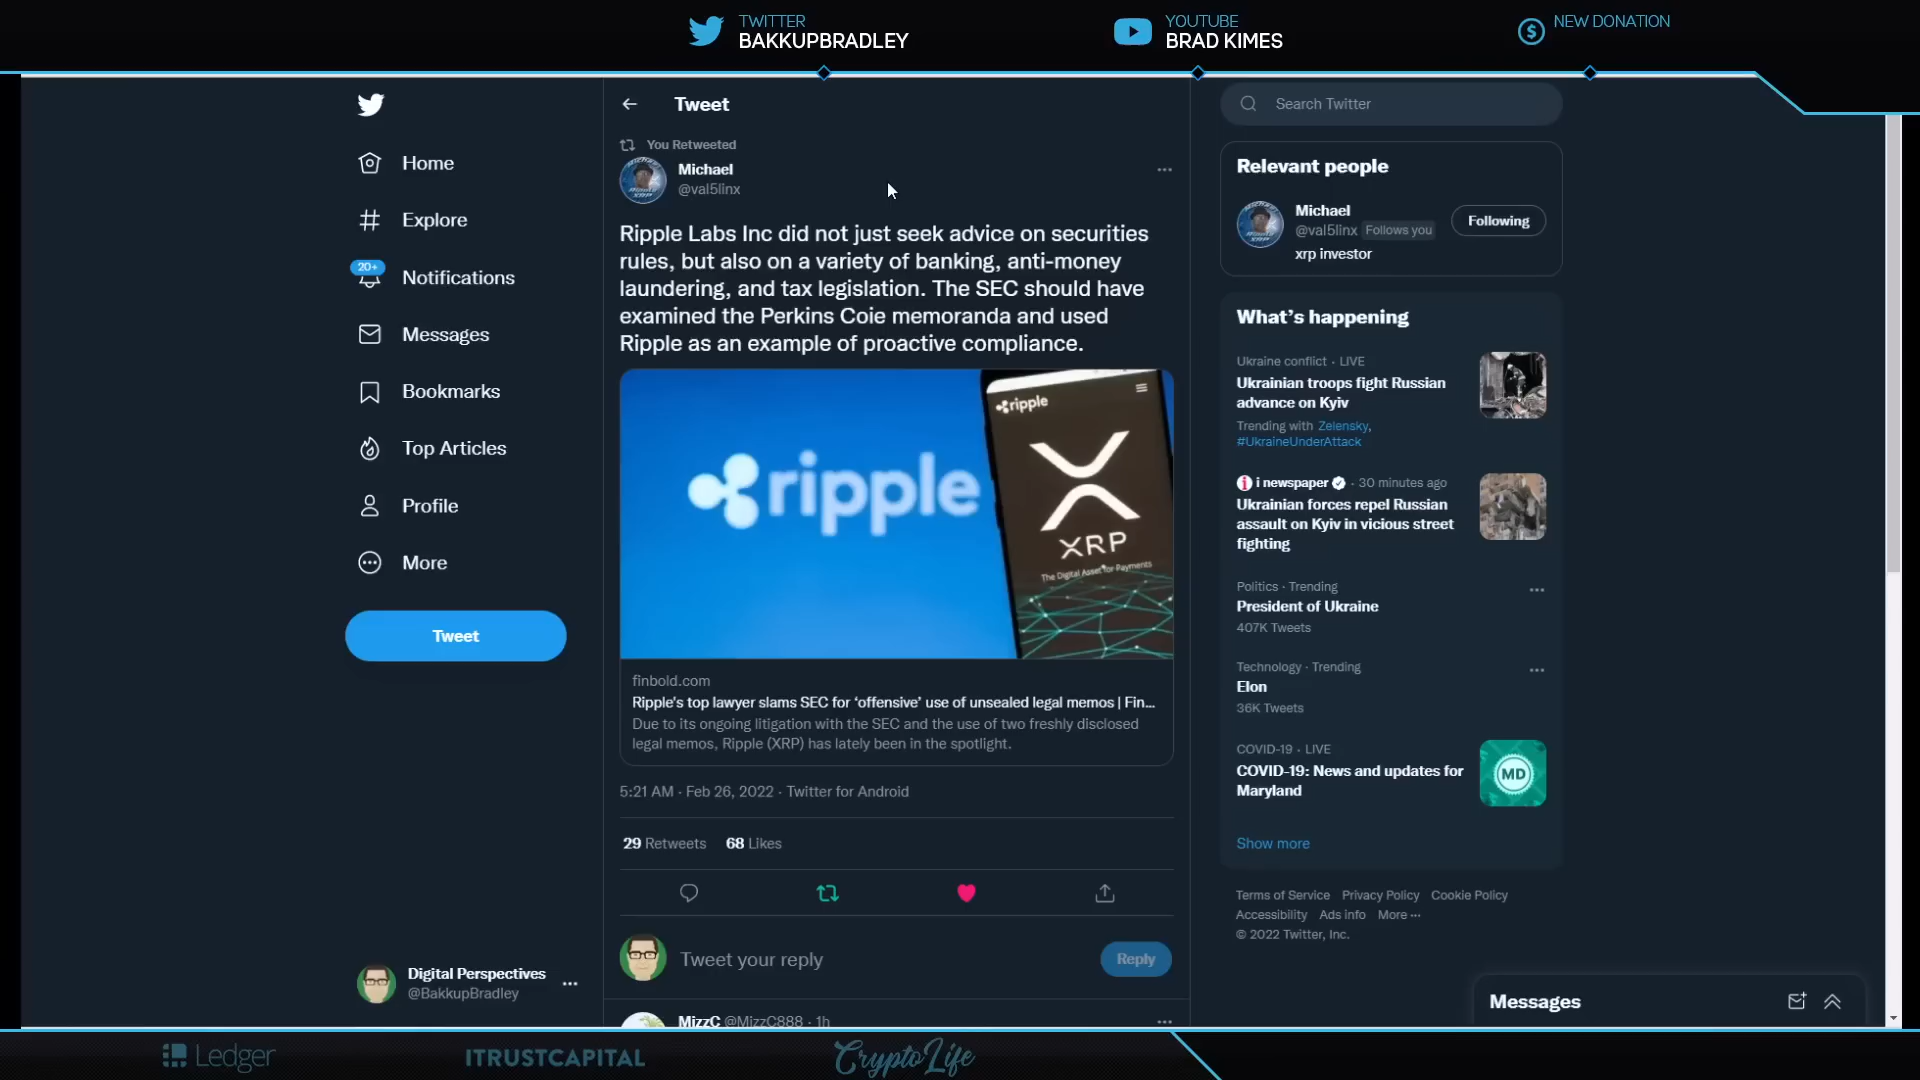 TWITTER
BAKKUPBRADLEY
YOUTUBE
BRAD KIMES
NEW DONATION
Home
Explore
20+
Notifications
Messages
Bookmarks
Top Articles
Profile
More
Tweet
Digital Perspectives
@BakkupBradley
Tweet
You Retweeted
Michael
@val5linx
Ripple Labs Inc did not just seek advice on securities
rules, but also on a variety of banking, anti-money
laundering, and tax legislation. The SEC should have
examined the Perkins Coie memoranda and used
Ripple as an example of proactive compliance.
ripple
ripple
XRP
The Digital Asset for Payments
finbold.com
Ripple's top lawyer slams SEC for ‘offensive’ use of unsealed legal memos | Fin...
Due to its ongoing litigation with the SEC and the use of two freshly disclosed
legal memos, Ripple (XRP) has lately been in the spotlight.
5:21 AM · Feb 26, 2022 · Twitter for Android
29 Retweets 68 Likes
Tweet your reply
Reply
MizzC @MizzC888 · 1h
Search Twitter
Relevant people
Michael
@val5linx Follows you
Following
xrp investor
What’s happening
Ukraine conflict · LIVE
Ukrainian troops fight Russian
advance on Kyiv
Trending with Zelensky,
#UkraineUnderAttack
i newspaper · 30 minutes ago
Ukrainian forces repel Russian
assault on Kyiv in vicious street
fighting
Politics · Trending
President of Ukraine
407K Tweets
Technology · Trending
Elon
36K Tweets
COVID-19 · LIVE
COVID-19: News and updates for
Maryland
MD
Show more
Terms of Service Privacy Policy Cookie Policy
Accessibility Ads info More ···
© 2022 Twitter, Inc.
Messages
Ledger
ITRUSTCAPITAL
CryptoLife